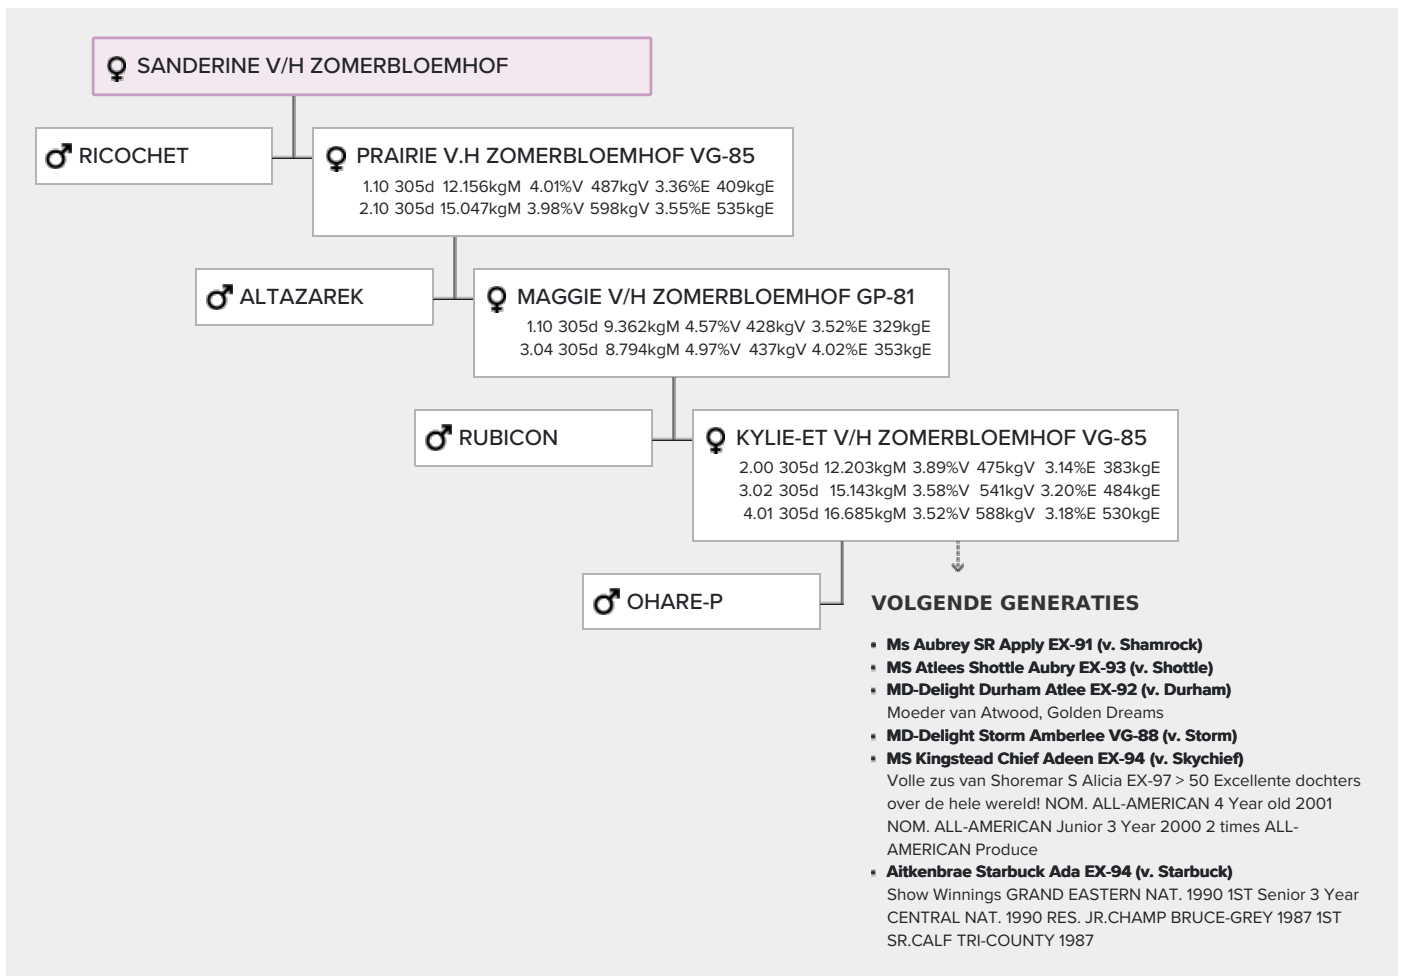 SANDERINE V/H ZOMERBLOEMHOF
RICOCHET
PRAIRIE V.H ZOMERBLOEMHOF VG-85
1.10 305d 12.156kgM 4.01%V 487kgV 3.36%E 409kgE
2.10 305d 15.047kgM 3.98%V 598kgV 3.55%E 535kgE
ALTAZAREK
MAGGIE V/H ZOMERBLOEMHOF GP-81
1.10 305d 9.362kgM 4.57%V 428kgV 3.52%E 329kgE
3.04 305d 8.794kgM 4.97%V 437kgV 4.02%E 353kgE
RUBICON
KYLIE-ET V/H ZOMERBLOEMHOF VG-85
2.00 305d 12.203kgM 3.89%V 475kgV 3.14%E 383kgE
3.02 305d 15.143kgM 3.58%V 541kgV 3.20%E 484kgE
4.01 305d 16.685kgM 3.52%V 588kgV 3.18%E 530kgE
OHARE-P
VOLGENDE GENERATIES
Ms Aubrey SR Apply EX-91 (v. Shamrock)
MS Atlees Shottle Aubry EX-93 (v. Shottle)
MD-Delight Durham Atlee EX-92 (v. Durham)
Moeder van Atwood, Golden Dreams
MD-Delight Storm Amberlee VG-88 (v. Storm)
MS Kingstead Chief Adeen EX-94 (v. Skychief)
Volle zus van Shoremar S Alicia EX-97 > 50 Excellente dochters
over de hele wereld! NOM. ALL-AMERICAN 4 Year old 2001
NOM. ALL-AMERICAN Junior 3 Year 2000 2 times ALL-
AMERICAN Produce
Aitkenbrae Starbuck Ada EX-94 (v. Starbuck)
Show Winnings GRAND EASTERN NAT. 1990 1ST Senior 3 Year
CENTRAL NAT. 1990 RES. JR.CHAMP BRUCE-GREY 1987 1ST
SR.CALF TRI-COUNTY 1987